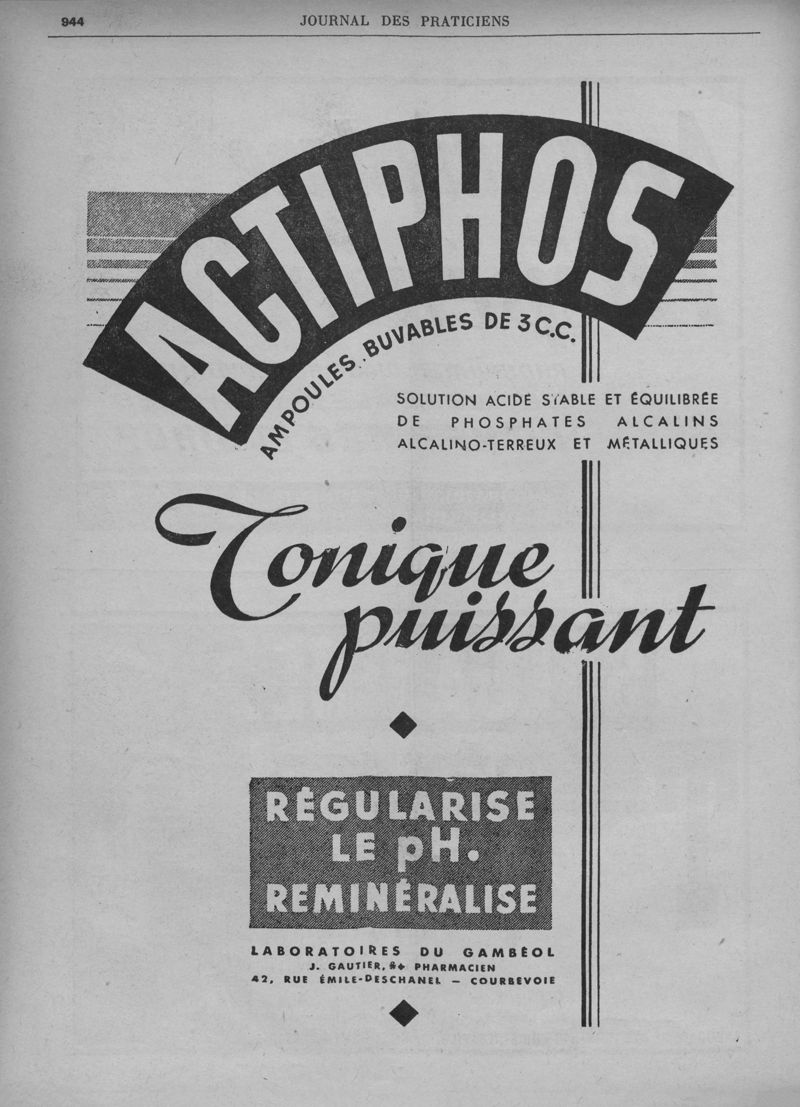 944
JOURNAL DES PRATICIENS
ACTIPHOS
AMPOULES BUVABLES DE 3 C.C.
SOLUTION ACIDE STABLE ET ÉQUILIBRÉE
DE PHOSPHATES ALCALINS
ALCALINO-TERREUX ET MÉTALLIQUES
Tonique
puissant
RÉGULARISE
LE pH.
REMINÉRALISE
LABORATOIRES DU GAMBÉOL
J. GAUTIER, PHARMACIEN
42, RUE ÉMILE-DESCHANEL — COURBEVOIE